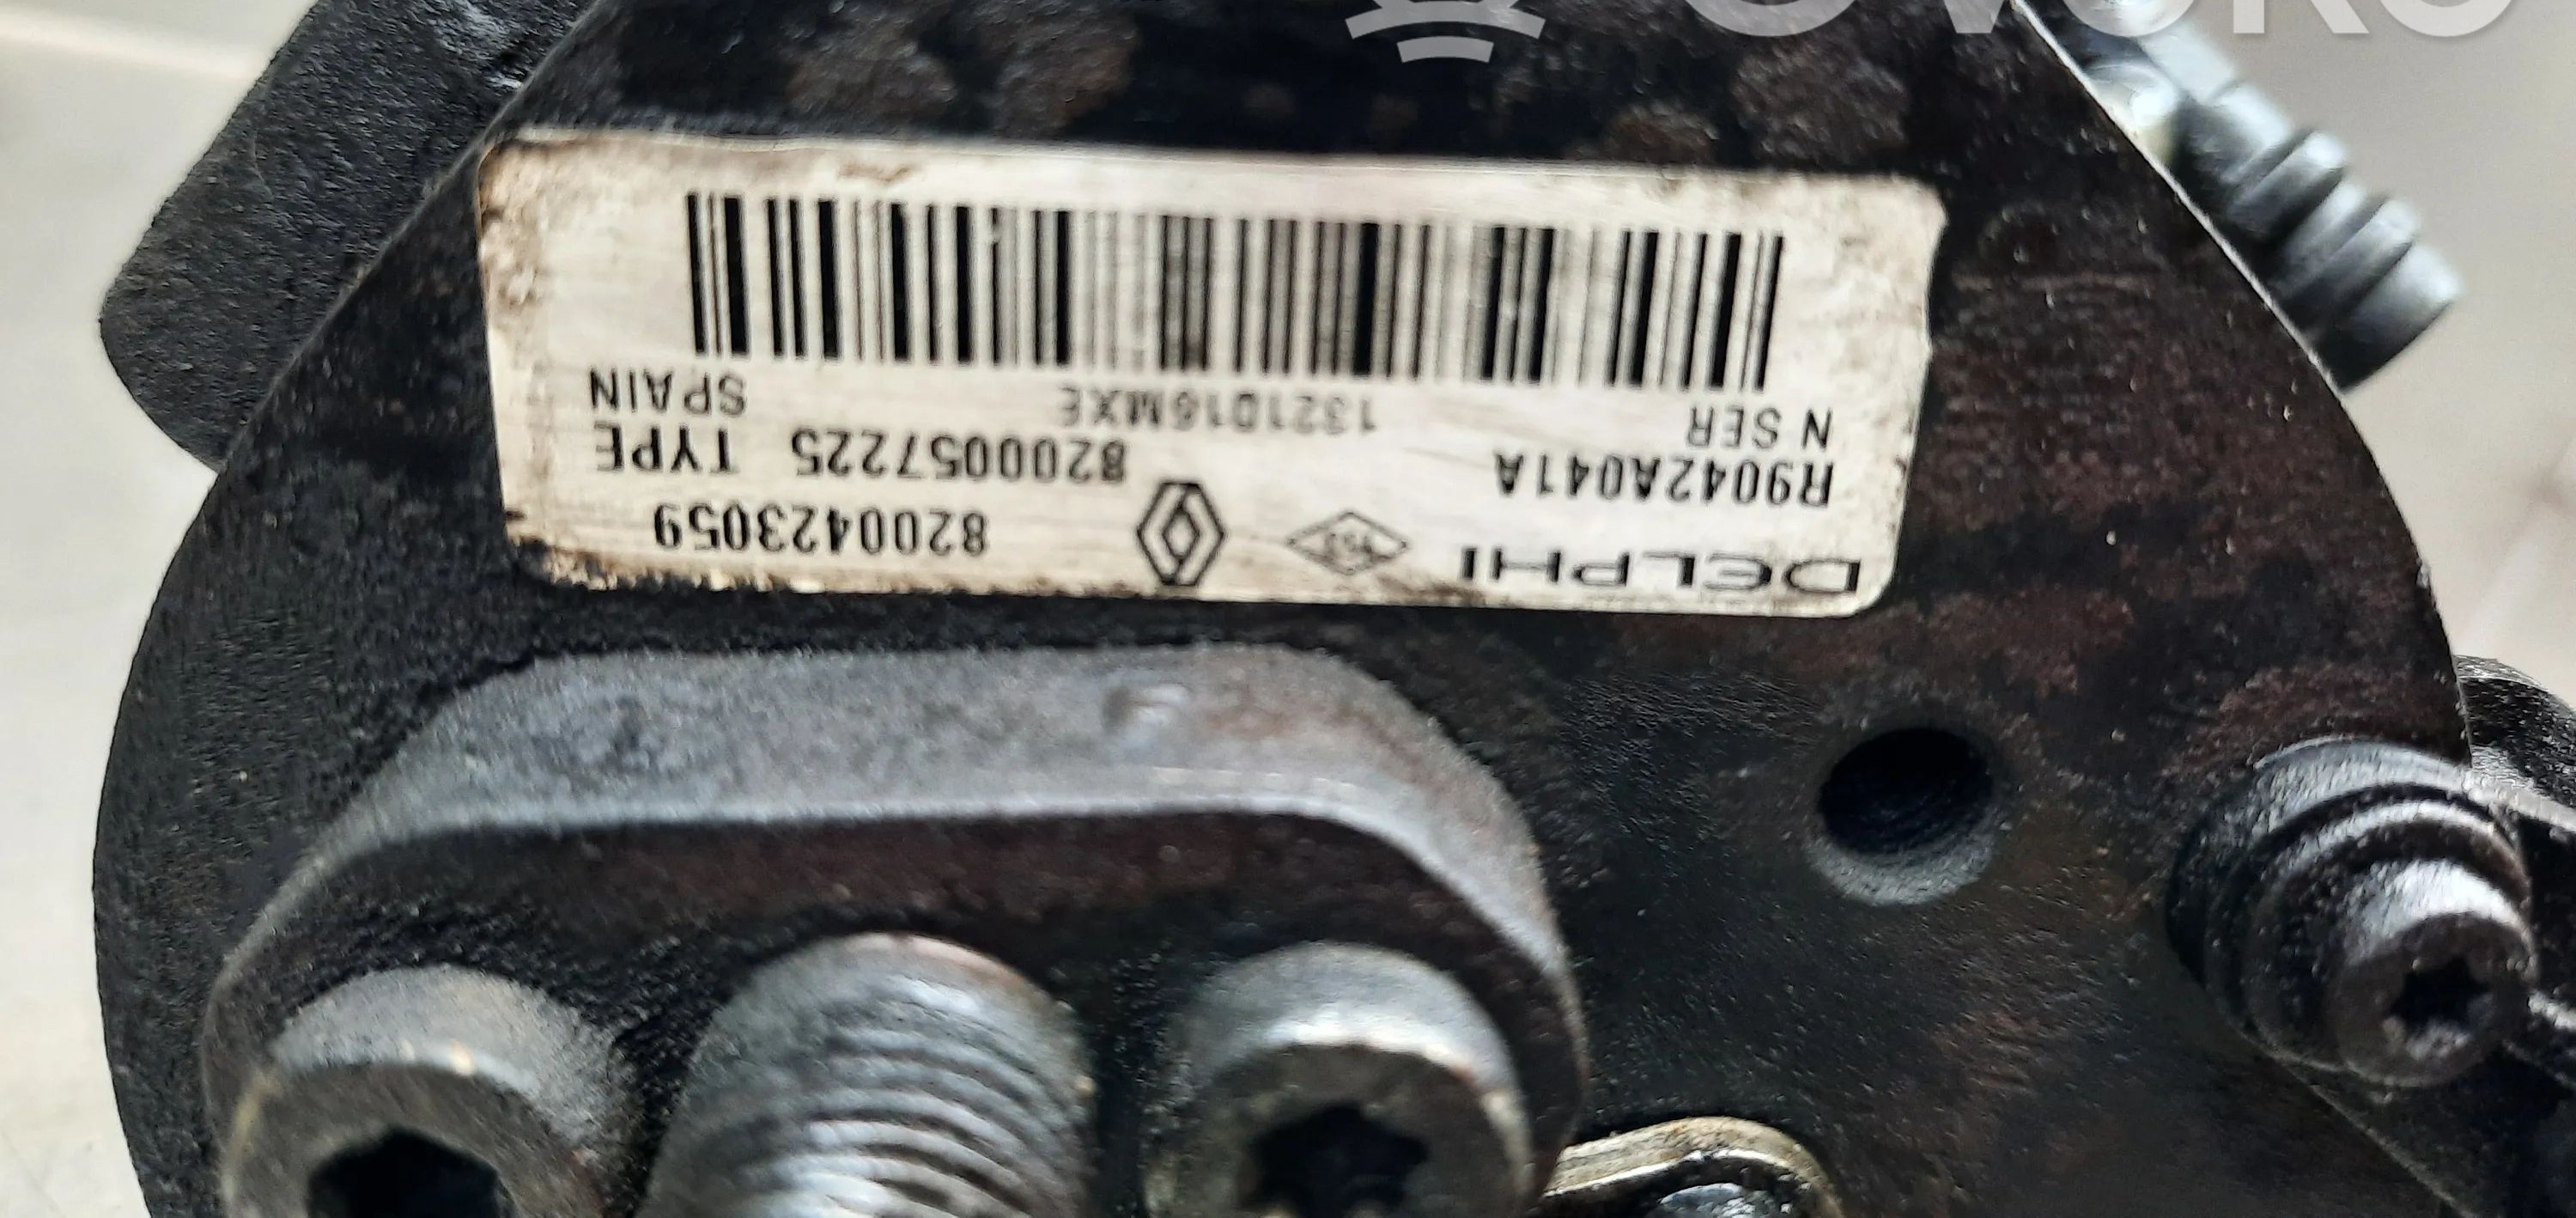 DELPHI 8200423059
R9042A041A 8200057225 TYPE
N SER 1321016MXE SPAIN